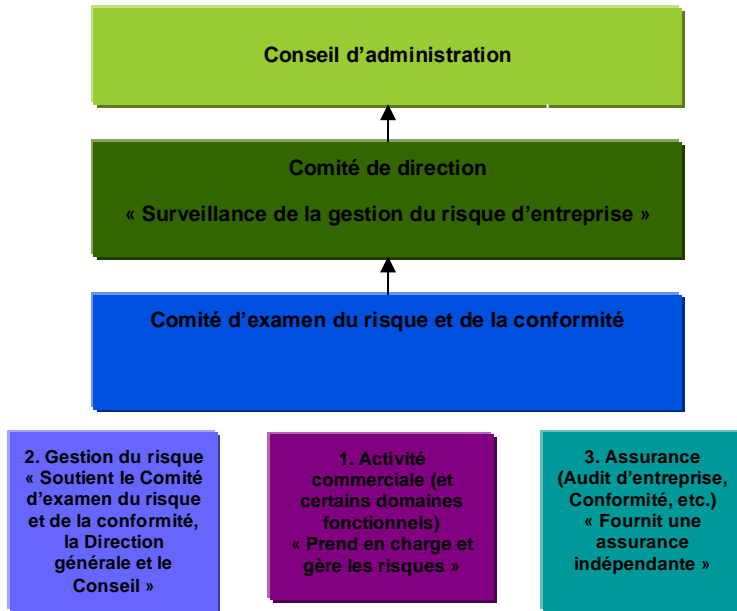 Conseil d'administration
Comité de direction
« Surveillance de la gestion du risque d'entreprise »
Comité d'examen du risque et de la conformité
2. Gestion du risque
« Soutient le Comité
d'examen du risque
et de la conformité,
la Direction
générale et le
Conseil »
1. Activité
commerciale (et
certains domaines
fonctionnels)
« Prend en charge et
gère les risques »
3. Assurance
(Audit d'entreprise,
Conformité, etc.)
« Fournit une
assurance
indépendante »